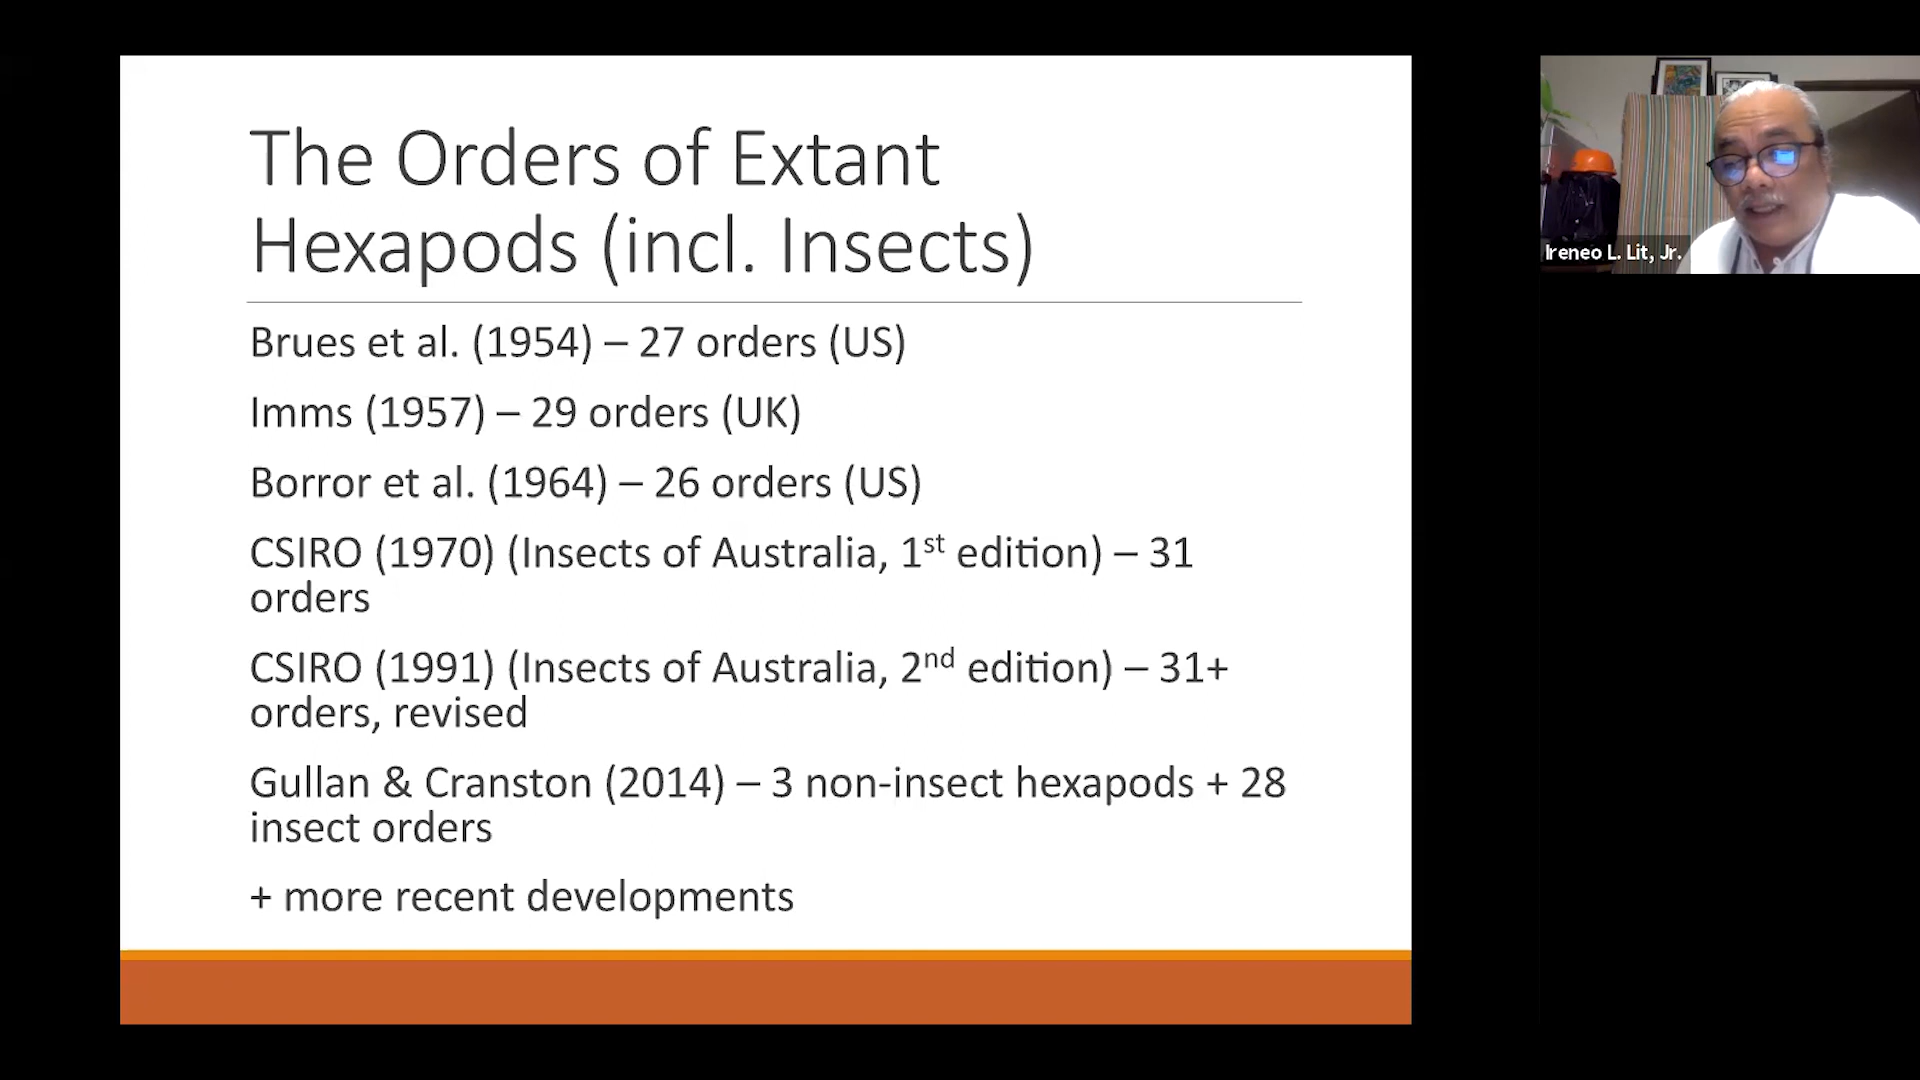 The Orders of Extant
Hexapods (incl. Insects)
Brues et al. (1954) – 27 orders (US)
Imms (1957) – 29 orders (UK)
Borror et al. (1964) – 26 orders (US)
CSIRO (1970) (Insects of Australia, 1st edition) – 31
orders
CSIRO (1991) (Insects of Australia, 2nd edition) – 31+
orders, revised
Gullan & Cranston (2014) – 3 non-insect hexapods + 28
insect orders
+ more recent developments
Ireneo L. Lit, Jr.